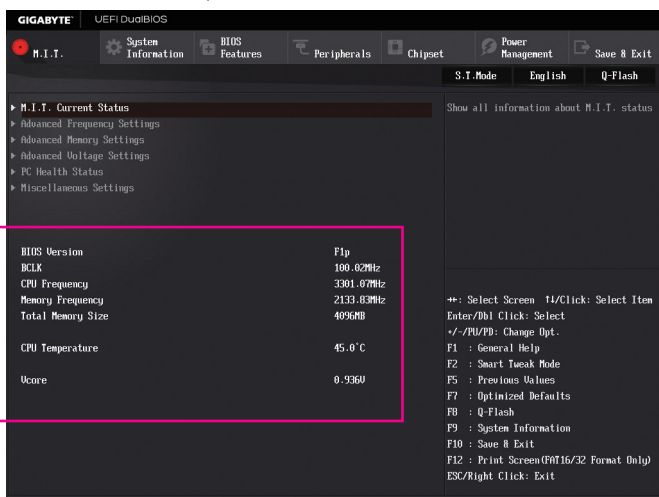 GIGABYTE™ UEFI DualBIOS
M.I.T.
System Information
BIOS Features
Peripherals
Chipset
Power Management
Save & Exit
S.T.Mode English Q-Flash
M.I.T. Current Status
Advanced Frequency Settings
Advanced Memory Settings
Advanced Voltage Settings
PC Health Status
Miscellaneous Settings
Show all information about M.I.T. status
BIOS Version F1p
BCLK 100.02MHz
CPU Frequency 3301.07MHz
Memory Frequency 2133.83MHz
Total Memory Size 4096MB
CPU Temperature 45.0°C
Vcore 0.936V
→←: Select Screen ↑↓/Click: Select Item
Enter/Dbl Click: Select
+/-/PU/PD: Change Opt.
F1 : General Help
F2 : Smart Tweak Mode
F5 : Previous Values
F7 : Optimized Defaults
F8 : Q-Flash
F9 : System Information
F10 : Save & Exit
F12 : Print Screen(FAT16/32 Format Only)
ESC/Right Click: Exit